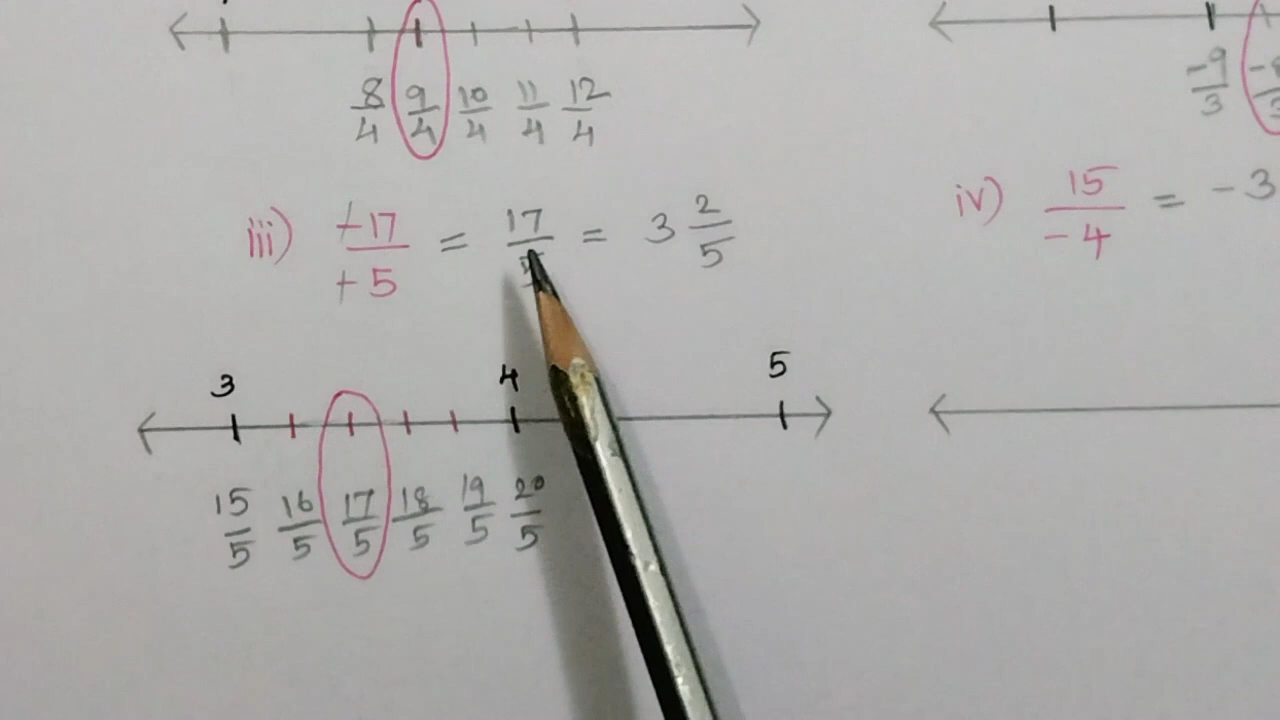 8/4 9/4 10/4 11/4 12/4
-9/3
iii) +17/+5 = 17/5 = 3 2/5
iv) 15/-4 = -3
3 4 5
15/5 16/5 17/5 18/5 19/5 20/5